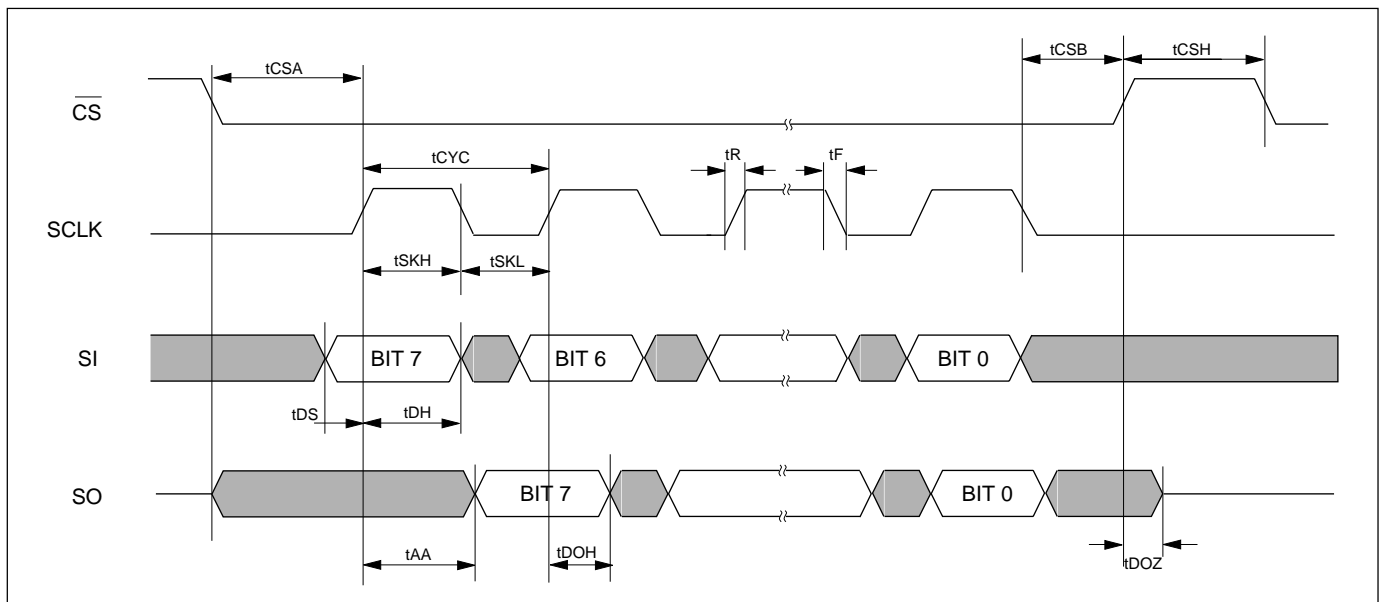 tCSB
tCSH
tCSA
CS
tCYC
tR
tF
SCLK
tSKH
tSKL
SI
BIT 7
BIT 6
BIT 0
tDS
tDH
SO
BIT 7
BIT 0
tAA
tDOH
tDOZ